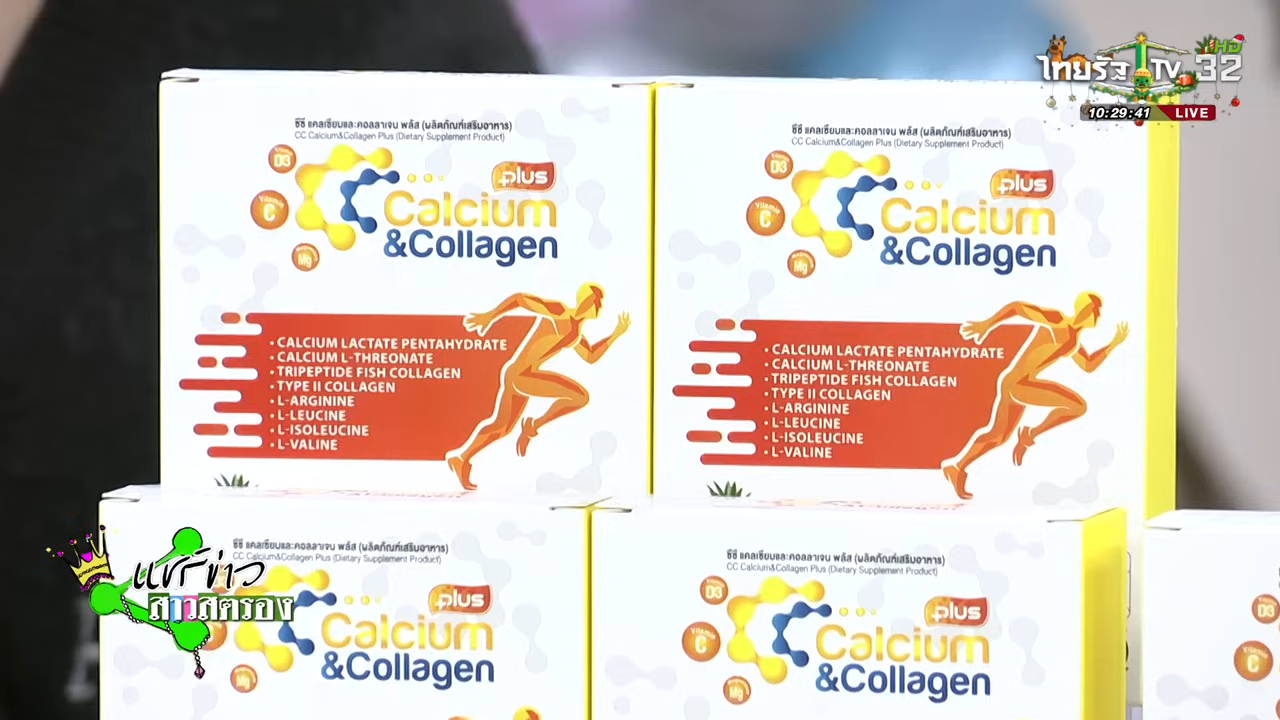 ไทยรัฐ TV HD 32
10:29:41 LIVE
ซีซี แคลเซียมและคอลลาเจน พลัส (ผลิตภัณฑ์เสริมอาหาร)
CC Calcium&Collagen Plus (Dietary Supplement Product)
D3
Vitamin C
Mg
plus
Calcium
&Collagen
• CALCIUM LACTATE PENTAHYDRATE
• CALCIUM L-THREONATE
• TRIPEPTIDE FISH COLLAGEN
• TYPE II COLLAGEN
• L-ARGININE
• L-LEUCINE
• L-ISOLEUCINE
• L-VALINE
ซีซี แคลเซียมและคอลลาเจน พลัส (ผลิตภัณฑ์เสริมอาหาร)
CC Calcium&Collagen Plus (Dietary Supplement Product)
D3
Vitamin C
Mg
plus
Calcium
&Collagen
• CALCIUM LACTATE PENTAHYDRATE
• CALCIUM L-THREONATE
• TRIPEPTIDE FISH COLLAGEN
• TYPE II COLLAGEN
• L-ARGININE
• L-LEUCINE
• L-ISOLEUCINE
• L-VALINE
ซีซี แคลเซียมและคอลลาเจน พลัส (ผลิตภัณฑ์เสริมอาหาร)
CC Calcium&Collagen Plus (Dietary Supplement Product)
plus
Calcium
&Collagen
Mg
ซีซี แคลเซียมและคอลลาเจน พลัส (ผลิตภัณฑ์เสริมอาหาร)
CC Calcium&Collagen Plus (Dietary Supplement Product)
D3
Vitamin C
Mg
plus
Calcium
&Collagen
D3
C
แชร์ข่าว
สาวสตรอง